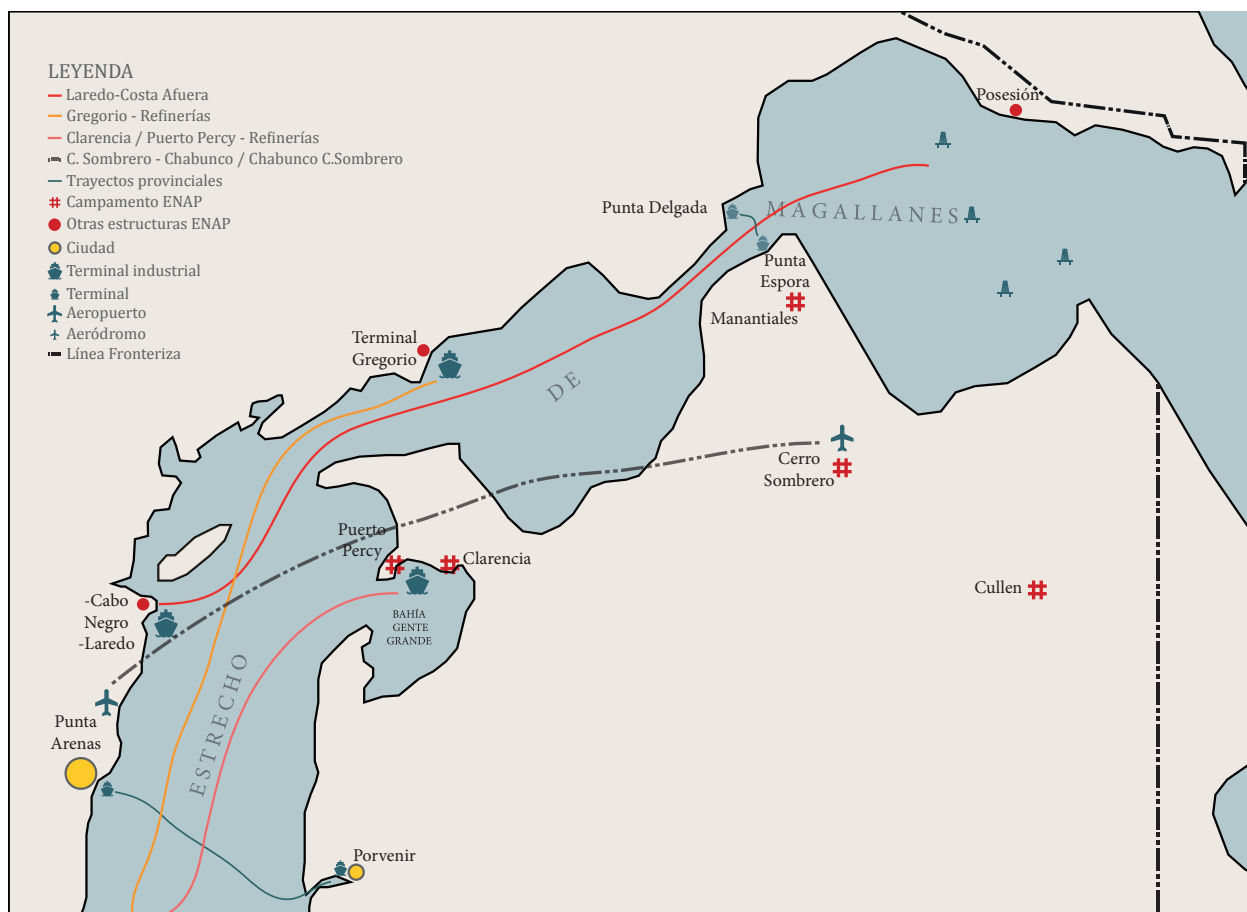 LEYENDA
Laredo-Costa Afuera
Gregorio - Refinerías
Clarencia / Puerto Percy - Refinerías
C. Sombrero - Chabunco / Chabunco C.Sombrero
Trayectos provinciales
Campamento ENAP
Otras estructuras ENAP
Ciudad
Terminal industrial
Terminal
Aeropuerto
Aeródromo
Línea Fronteriza
Posesión
Punta Delgada
MAGALLANES
Punta
Espora
Manantiales
Terminal
Gregorio
DE
Cerro
Sombrero
Puerto
Percy
Clarencia
Cullen
-Cabo
Negro
-Laredo
BAHÍA
GENTE
GRANDE
ESTRECHO
Punta
Arenas
Porvenir